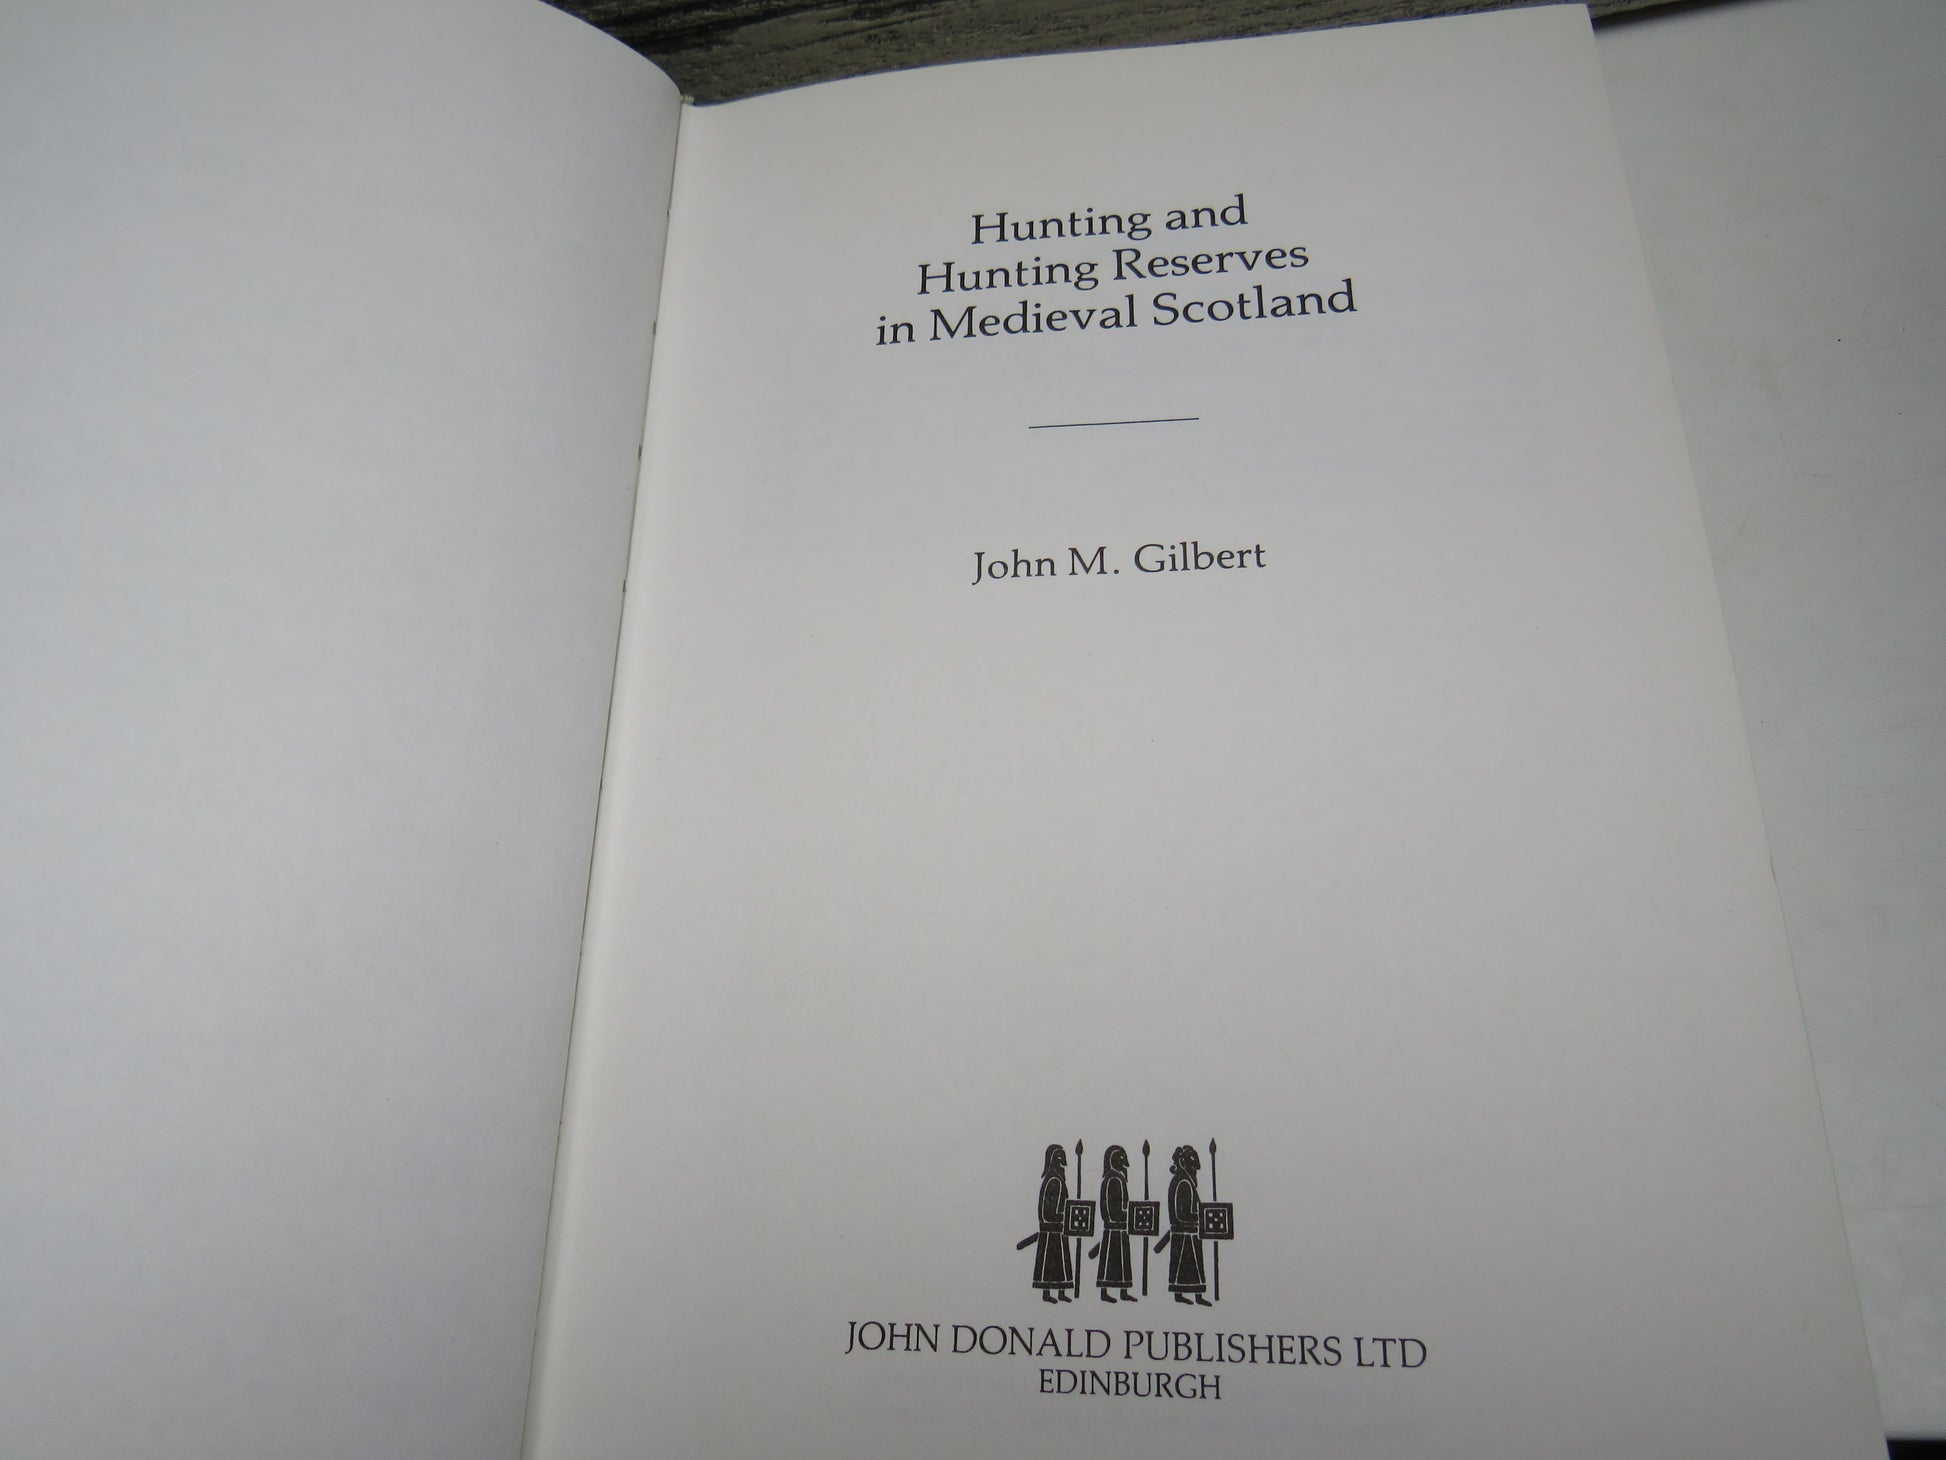 Hunting and
Hunting Reserves
in Medieval Scotland
John M. Gilbert
JOHN DONALD PUBLISHERS LTD
EDINBURGH